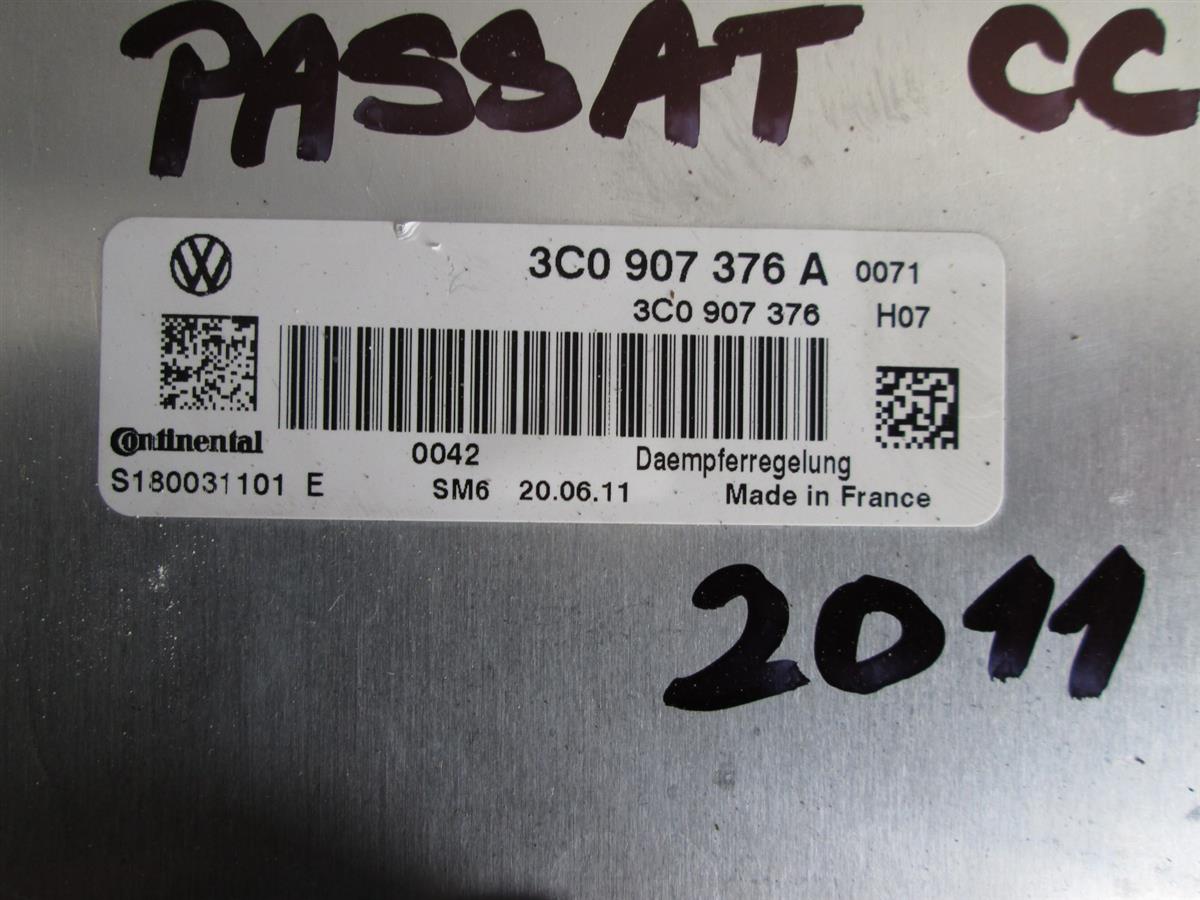 PASSAT CC
3C0 907 376 A 0071
3C0 907 376 H07
Continental 0042 Daempferregelung
S180031101 E SM6 20.06.11 Made in France
2011